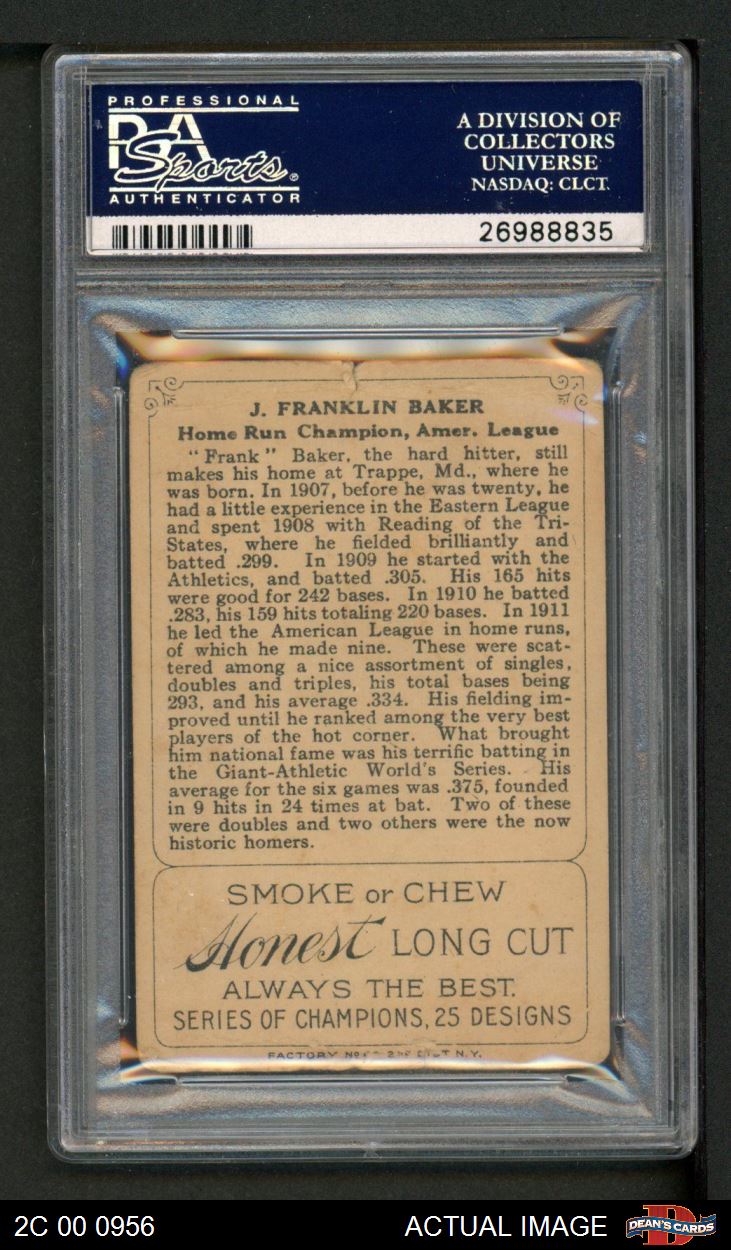 PROFESSIONAL
PSA
Sports®
AUTHENTICATOR
A DIVISION OF
COLLECTORS
UNIVERSE
NASDAQ: CLCT.
26988835
J. FRANKLIN BAKER
Home Run Champion, Amer. League
"Frank" Baker, the hard hitter, still
makes his home at Trappe, Md., where he
was born. In 1907, before he was twenty, he
had a little experience in the Eastern League
and spent 1908 with Reading of the Tri-
States, where he fielded brilliantly and
batted .299. In 1909 he started with the
Athletics, and batted .305. His 165 hits
were good for 242 bases. In 1910 he batted
.283, his 159 hits totaling 220 bases. In 1911
he led the American League in home runs,
of which he made nine. These were scat-
tered among a nice assortment of singles,
doubles and triples, his total bases being
293, and his average .334. His fielding im-
proved until he ranked among the very best
players of the hot corner. What brought
him national fame was his terrific batting in
the Giant-Athletic World's Series. His
average for the six games was .375, founded
in 9 hits in 24 times at bat. Two of these
were doubles and two others were the now
historic homers.
SMOKE or CHEW
Honest LONG CUT
ALWAYS THE BEST.
SERIES OF CHAMPIONS, 25 DESIGNS
FACTORY No 2ND DIST N.Y.
2C 00 0956
ACTUAL IMAGE
DEAN'S CARDS